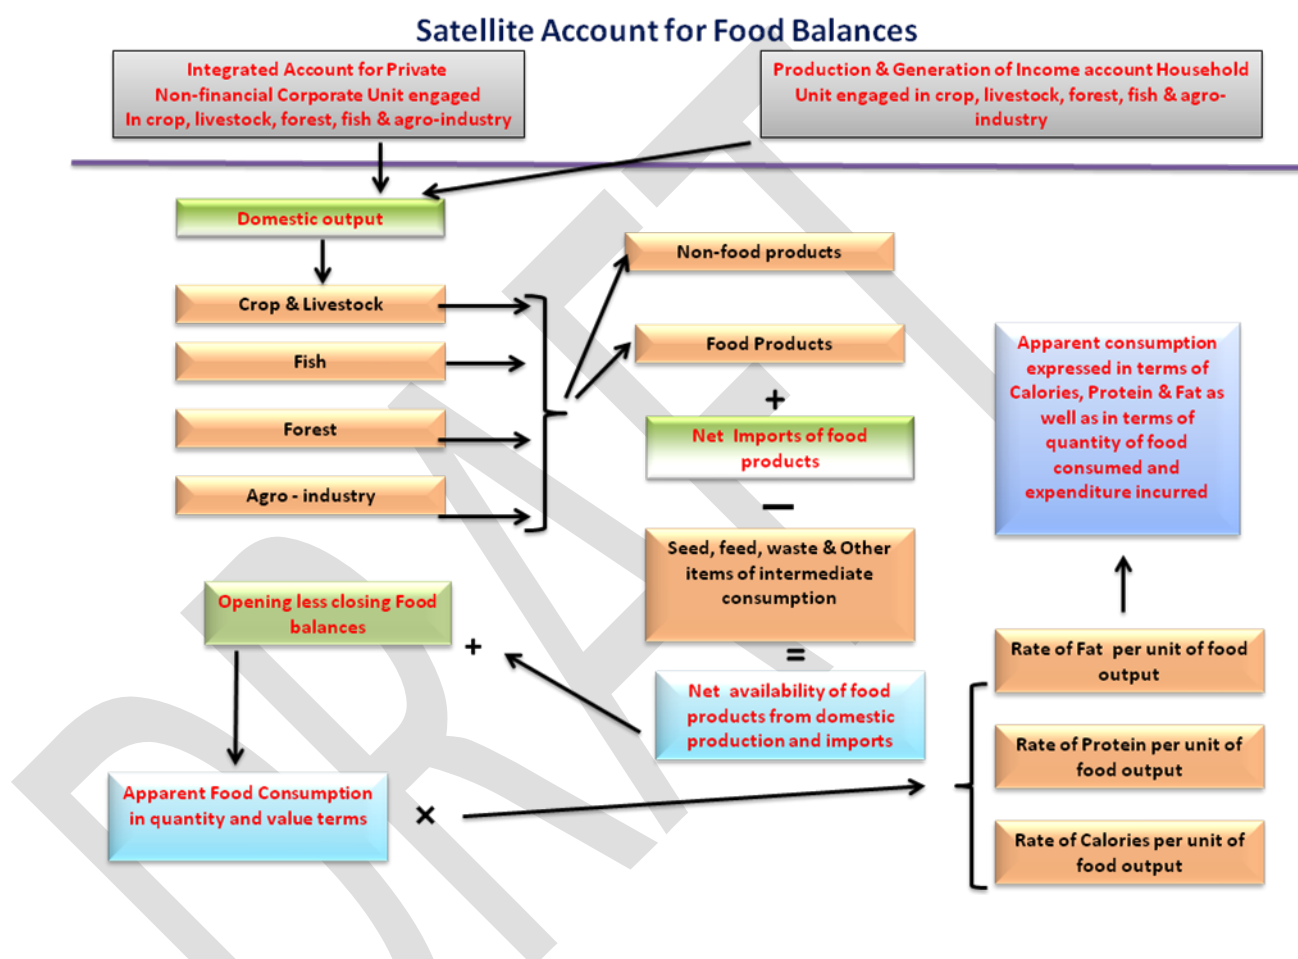 Satellite Account for Food Balances
Integrated Account for Private
Non-financial Corporate Unit engaged
In crop, livestock, forest, fish & agro-industry
Production & Generation of Income account Household
Unit engaged in crop, livestock, forest, fish & agro-
industry
Domestic output
Crop & Livestock
Fish
Forest
Agro - industry
Non-food products
Food Products
+
Net Imports of food
products
—
Seed, feed, waste & Other
items of intermediate
consumption
=
Net availability of food
products from domestic
production and imports
+
Opening less closing Food
balances
Apparent Food Consumption
in quantity and value terms
×
Rate of Fat per unit of food
output
Rate of Protein per unit of
food output
Rate of Calories per unit of
food output
Apparent consumption
expressed in terms of
Calories, Protein & Fat as
well as in terms of
quantity of food
consumed and
expenditure incurred
DRAFT